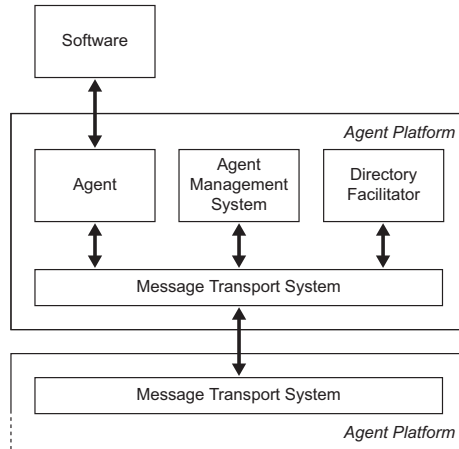 Software
Agent Platform
Agent
Agent
Management
System
Directory
Facilitator
Message Transport System
Message Transport System
Agent Platform